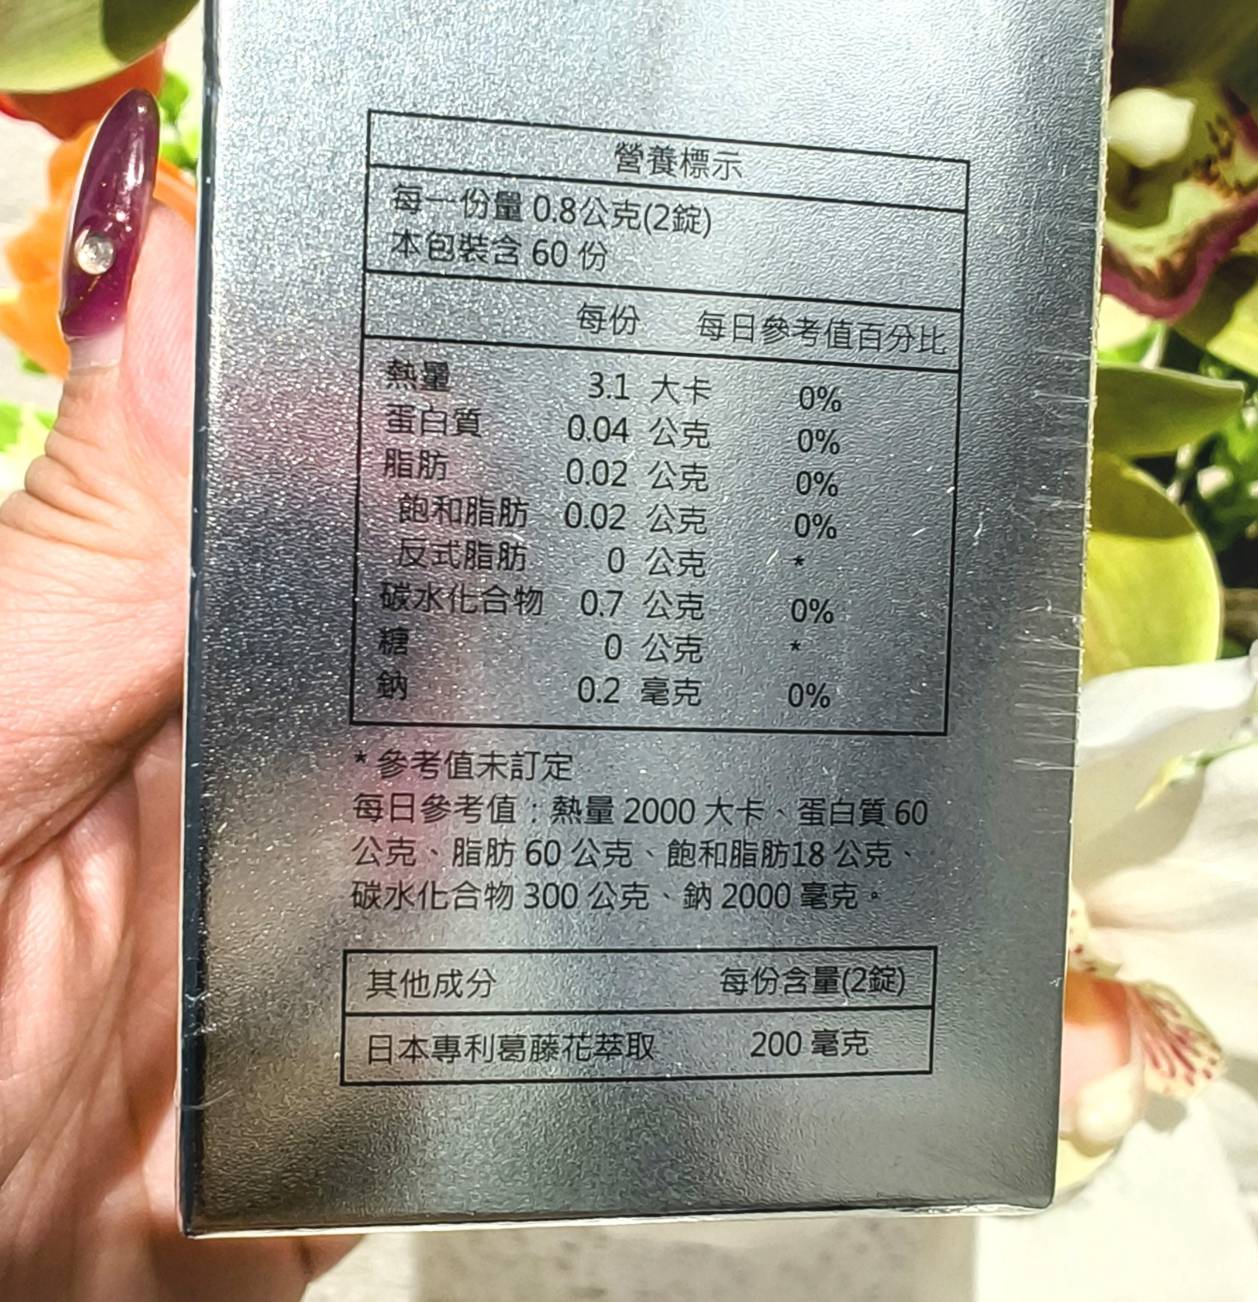 營養標示
每一份量 0.8公克(2錠)
本包裝含 60 份
每份 每日參考值百分比
熱量 3.1 大卡 0%
蛋白質 0.04 公克 0%
脂肪 0.02 公克 0%
飽和脂肪 0.02 公克 0%
反式脂肪 0 公克 *
碳水化合物 0.7 公克 0%
糖 0 公克 *
鈉 0.2 毫克 0%
* 參考值未訂定
每日參考值：熱量 2000 大卡、蛋白質 60
公克、脂肪 60 公克、飽和脂肪18 公克、
碳水化合物 300 公克、鈉 2000 毫克。
其他成分 每份含量(2錠)
日本專利葛藤花萃取 200 毫克